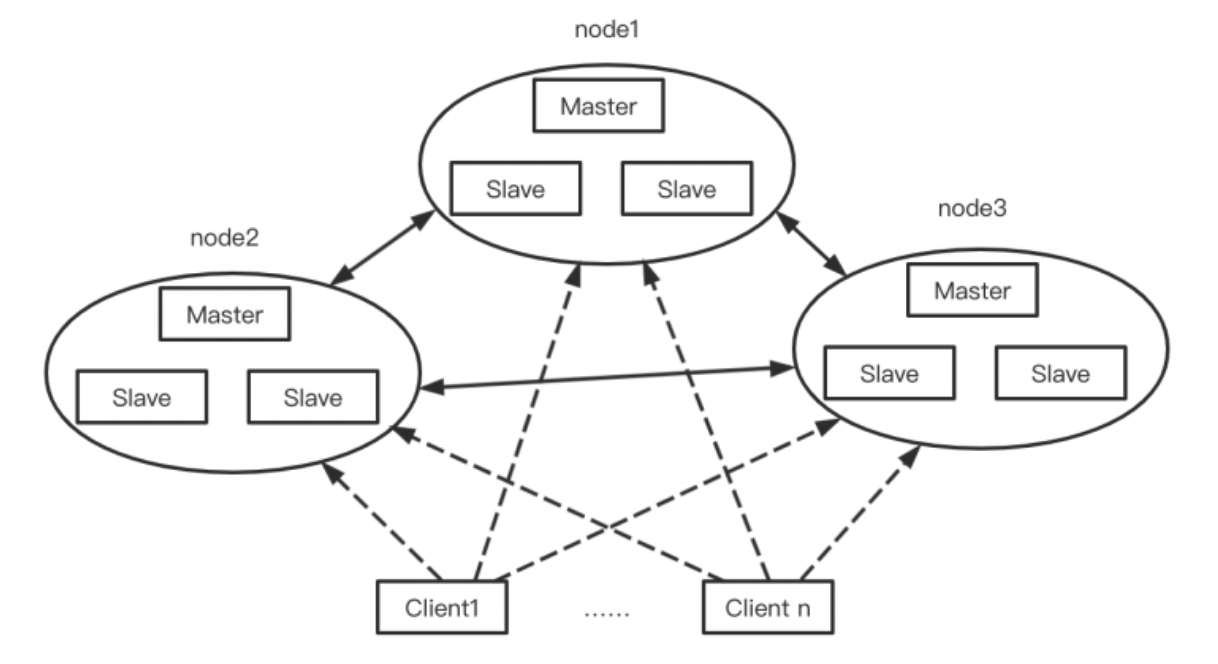 node1
Master
Slave
Slave
node2
Master
Slave
Slave
node3
Master
Slave
Slave
Client1
......
Client n